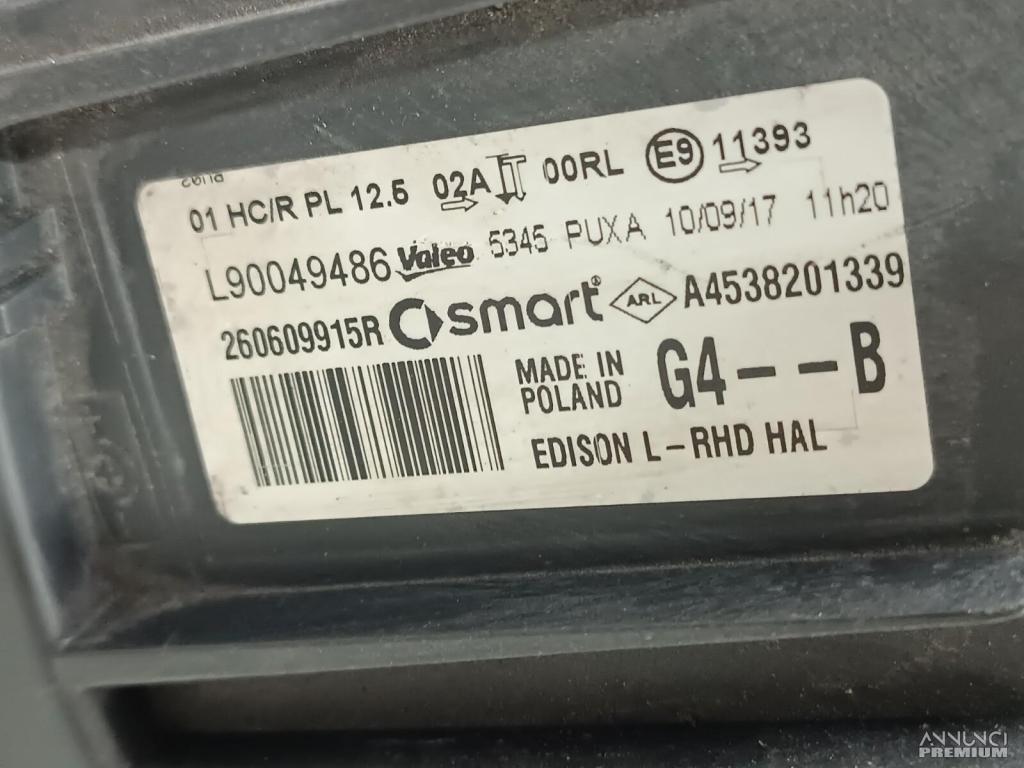 01 HC/R PL 12.5 02A 00RL E9 11393
L90049486 Valeo 5345 PUXA 10/09/17 11h20
260609915R smart ARL A4538201339
MADE IN
POLAND
G4--B
EDISON L-RHD HAL
ANNUNCI
PREMIUM